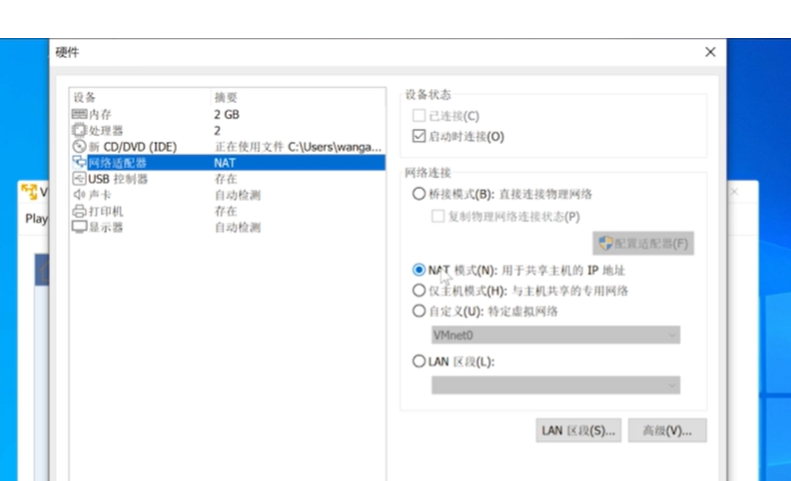 硬件
设备 摘要
内存 2 GB
处理器 2
新 CD/DVD (IDE) 正在使用文件 C:\Users\wanga...
网络适配器 NAT
USB 控制器 存在
声卡 自动检测
打印机 存在
显示器 自动检测
设备状态
已连接(C)
启动时连接(O)
网络连接
桥接模式(B): 直接连接物理网络
复制物理网络连接状态(P)
配置适配器(F)
NAT 模式(N): 用于共享主机的 IP 地址
仅主机模式(H): 与主机共享的专用网络
自定义(U): 特定虚拟网络
VMnet0
LAN 区段(L):
LAN 区段(S)... 高级(V)...
V
Play